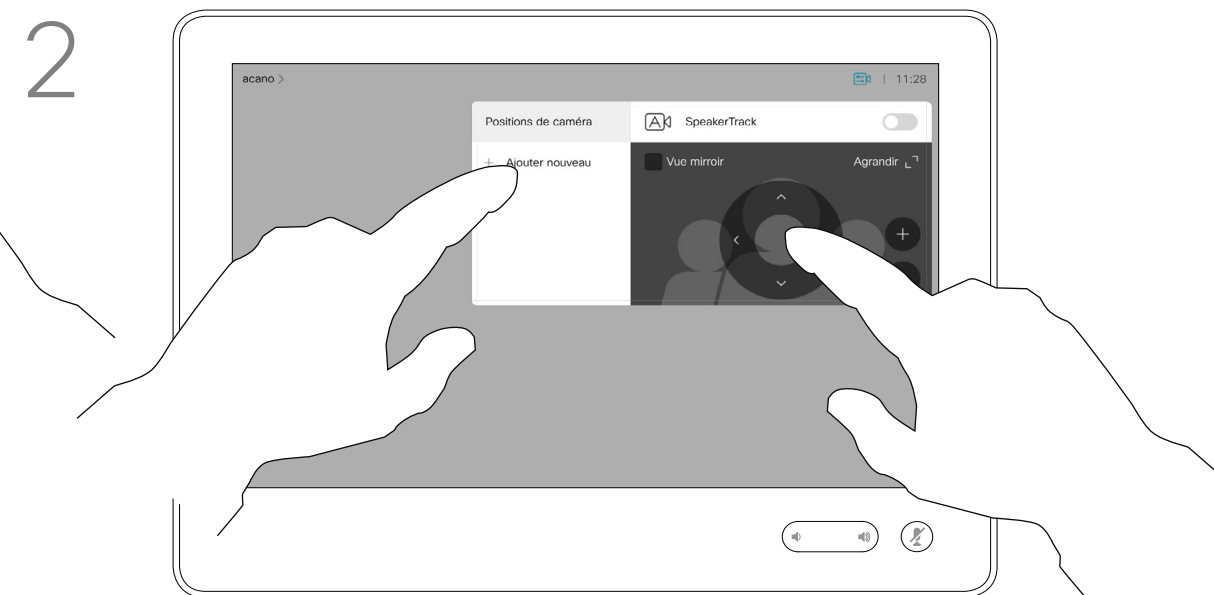 2
acano >
11:28
Positions de caméra
SpeakerTrack
+ Ajouter nouveau
Vue mirroir
Agrandir